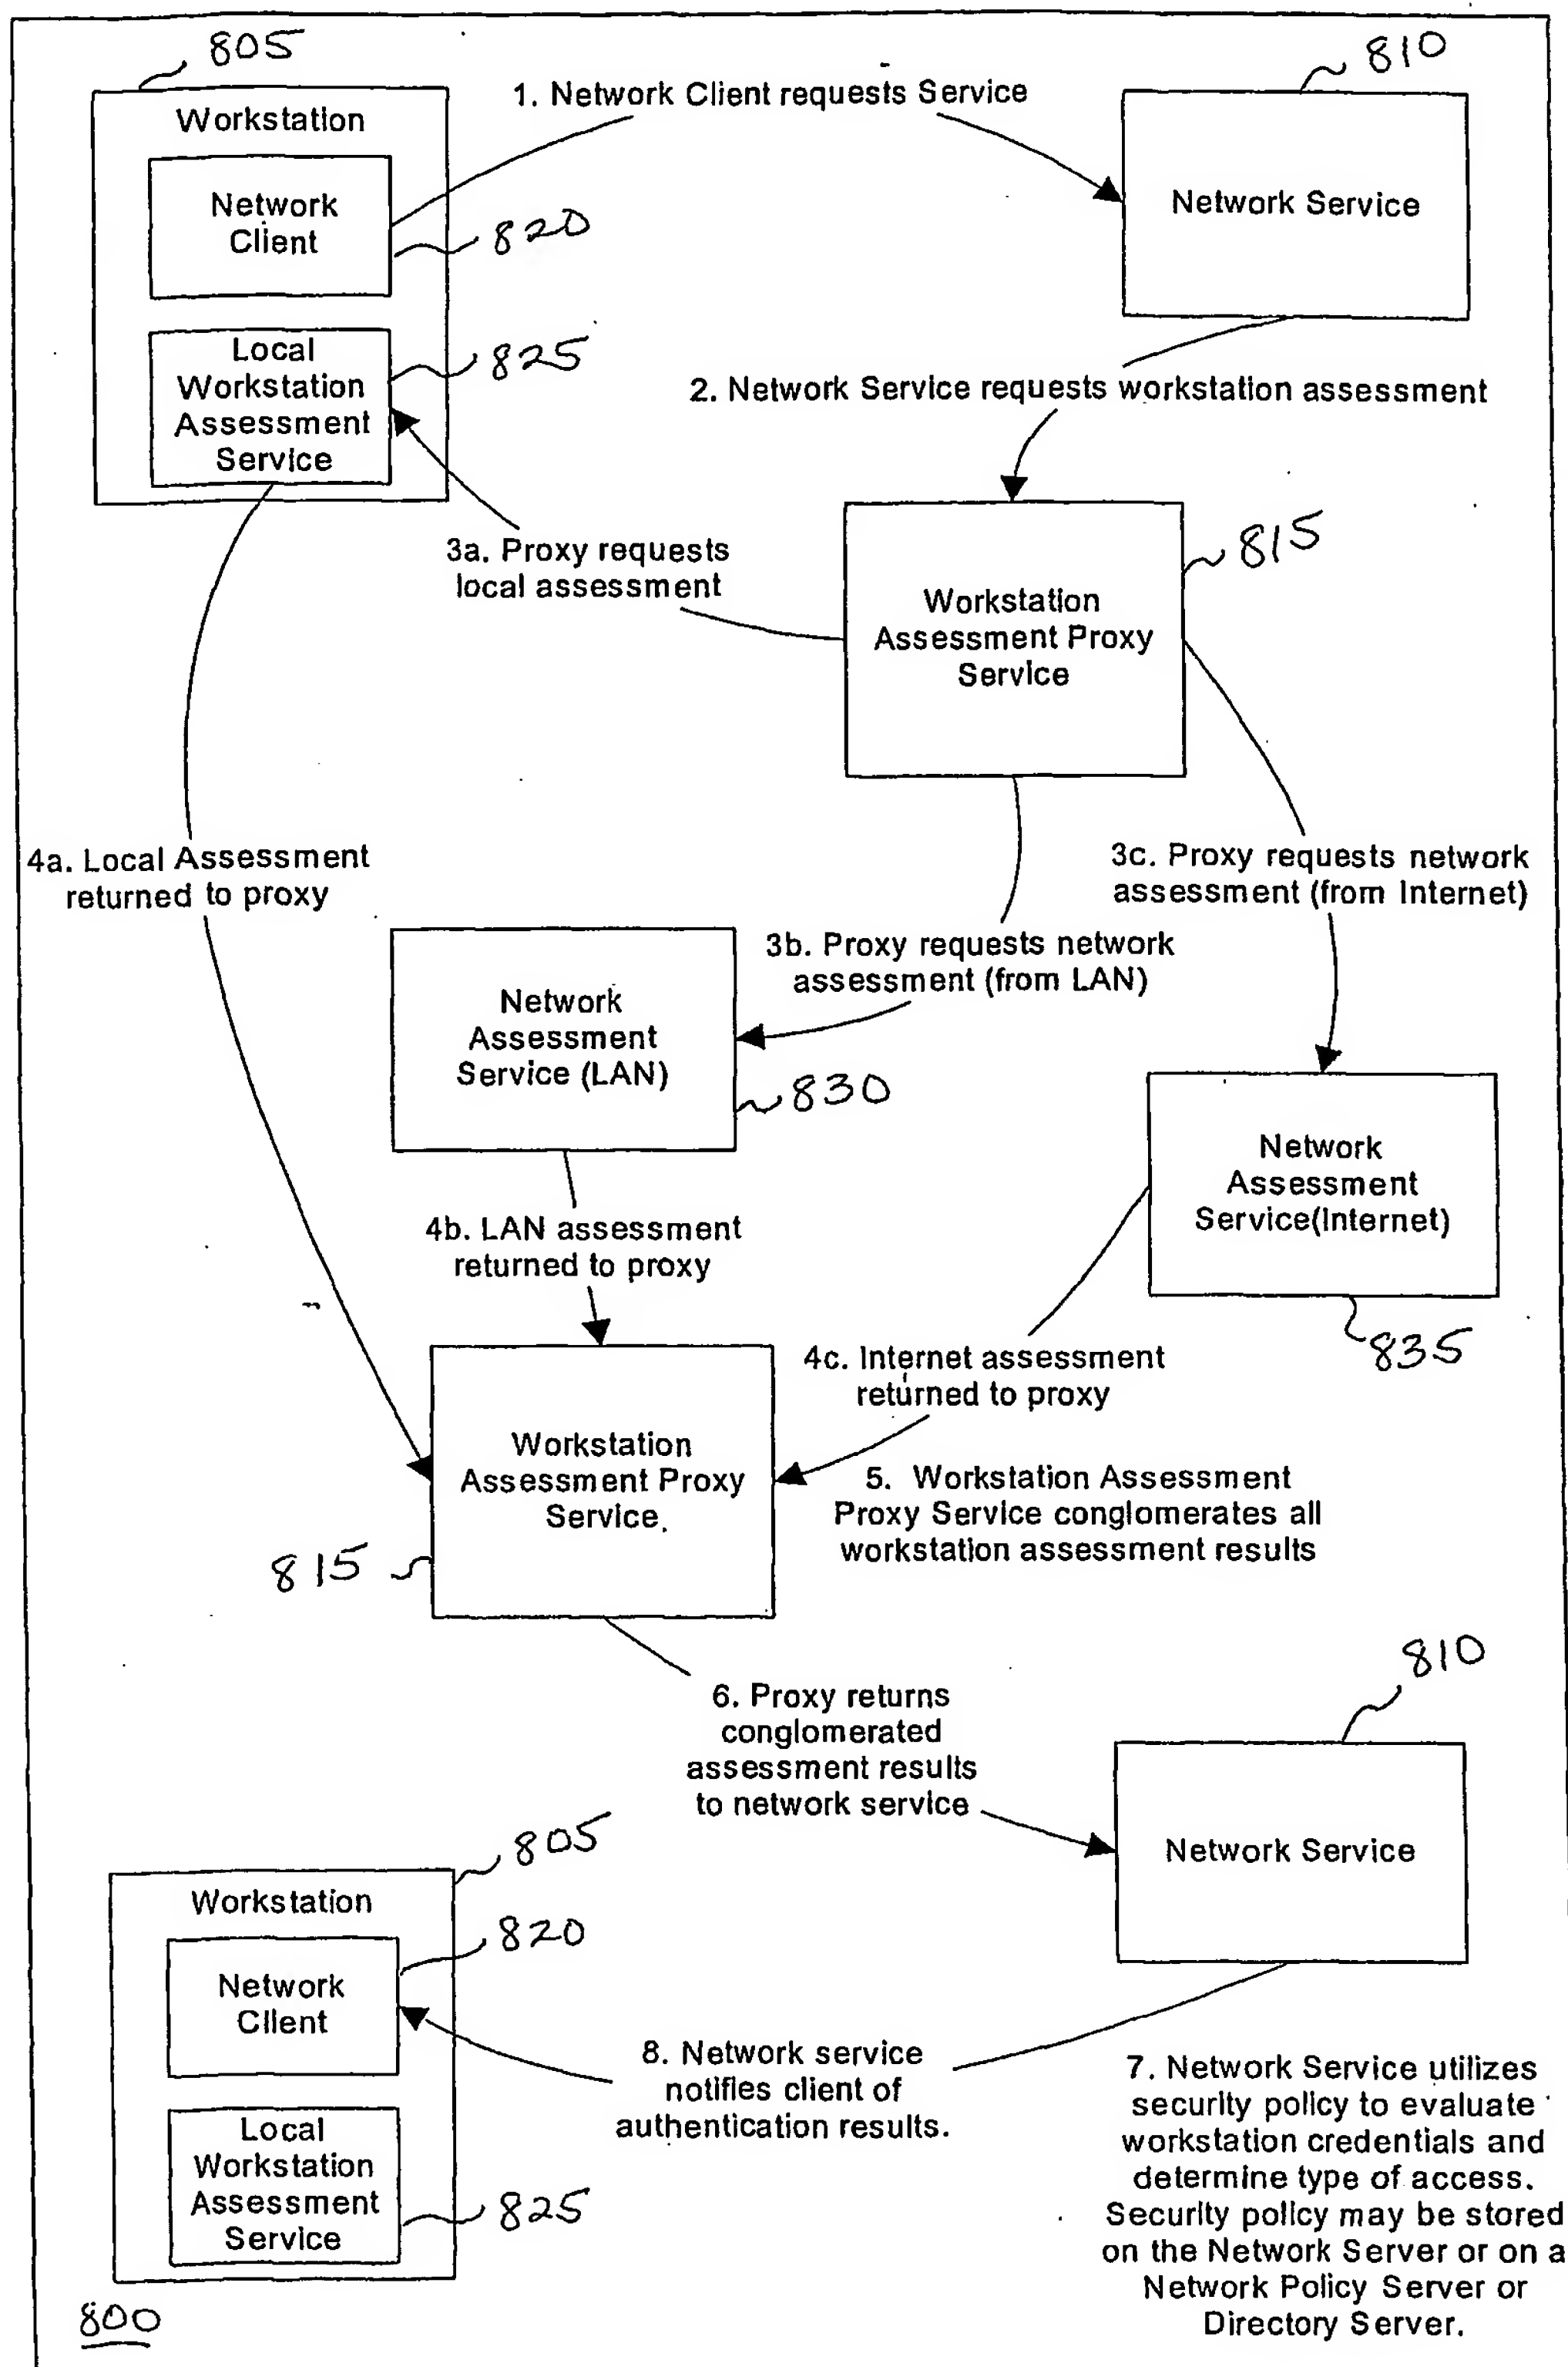 805
810
Workstation
1. Network Client requests Service
Network
Client
820
Network Service
Local
Workstation
Assessment
Service
825
2. Network Service requests workstation assessment
3a. Proxy requests
local assessment
815
Workstation
Assessment Proxy
Service
4a. Local Assessment
returned to proxy
3c. Proxy requests network
assessment (from Internet)
3b. Proxy requests network
assessment (from LAN)
Network
Assessment
Service (LAN)
830
Network
Assessment
Service(Internet)
835
4b. LAN assessment
returned to proxy
4c. Internet assessment
returned to proxy
Workstation
Assessment Proxy
Service.
815
5. Workstation Assessment
Proxy Service conglomerates all
workstation assessment results
6. Proxy returns
conglomerated
assessment results
to network service
810
Network Service
805
Workstation
820
Network
Client
Local
Workstation
Assessment
Service
825
8. Network service
notifies client of
authentication results.
7. Network Service utilizes
security policy to evaluate
workstation credentials and
determine type of access.
Security policy may be stored
on the Network Server or on a
Network Policy Server or
Directory Server.
800